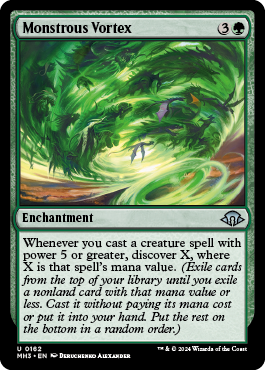 Monstrous Vortex 3
Enchantment
Whenever you cast a creature spell with
power 5 or greater, discover X, where
X is that spell's mana value. (Exile cards
from the top of your library until you exile
a nonland card with that mana value or
less. Cast it without paying its mana cost
or put it into your hand. Put the rest on
the bottom in a random order.)
U 0162
MH3 • EN Deruchenko Alexander
™ & © 2024 Wizards of the Coast